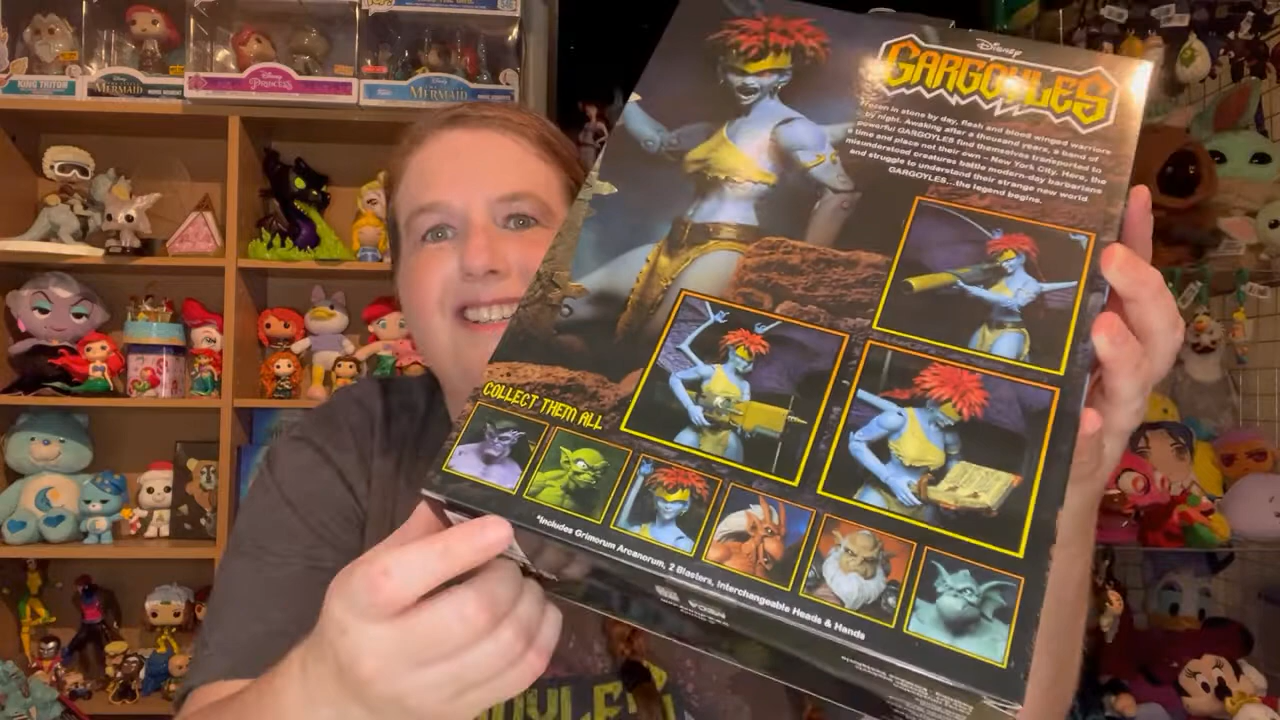 KING TRITON
Disney
MERMAID
Disney
Princess
Disney
MERMAID
Disney
GARGOYLES
Frozen in stone by day, flesh and blood winged warriors
by night. Awaking after a thousand years, a band of
powerful GARGOYLES find themselves transported to
a time and place not their own – New York City. Here, the
misunderstood creatures battle modern-day barbarians
and struggle to understand their strange new world.
GARGOYLES...the legend begins.
COLLECT THEM ALL
*Includes Grimorum Arcanorum, 2 Blasters, Interchangeable Heads & Hands